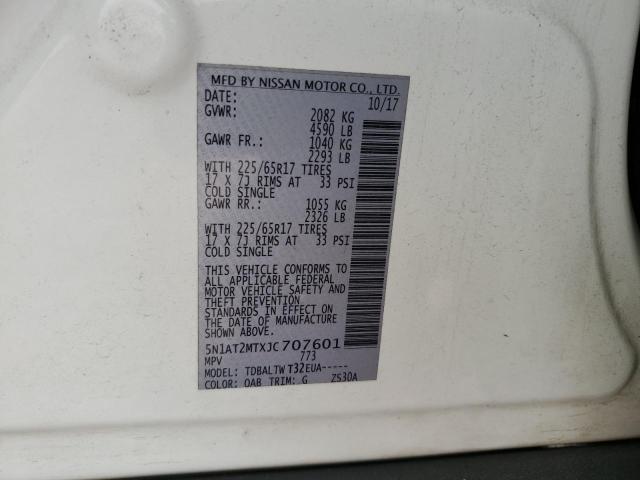 MFD BY NISSAN MOTOR CO., LTD.
DATE: 10/17
GVWR: 2082 KG
4590 LB
GAWR FR.: 1040 KG
2293 LB
WITH 225/65R17 TIRES
17 X 7J RIMS AT 33 PSI
COLD SINGLE
GAWR RR.: 1055 KG
2326 LB
WITH 225/65R17 TIRES
17 X 7J RIMS AT 33 PSI
COLD SINGLE
THIS VEHICLE CONFORMS TO
ALL APPLICABLE FEDERAL
MOTOR VEHICLE SAFETY AND
THEFT PREVENTION
STANDARDS IN EFFECT ON
THE DATE OF MANUFACTURE
SHOWN ABOVE.
5N1AT2MTXJC707601
MPV 773
MODEL: TDBALTWT32EUA-----
COLOR: QAB TRIM: G ZS30A